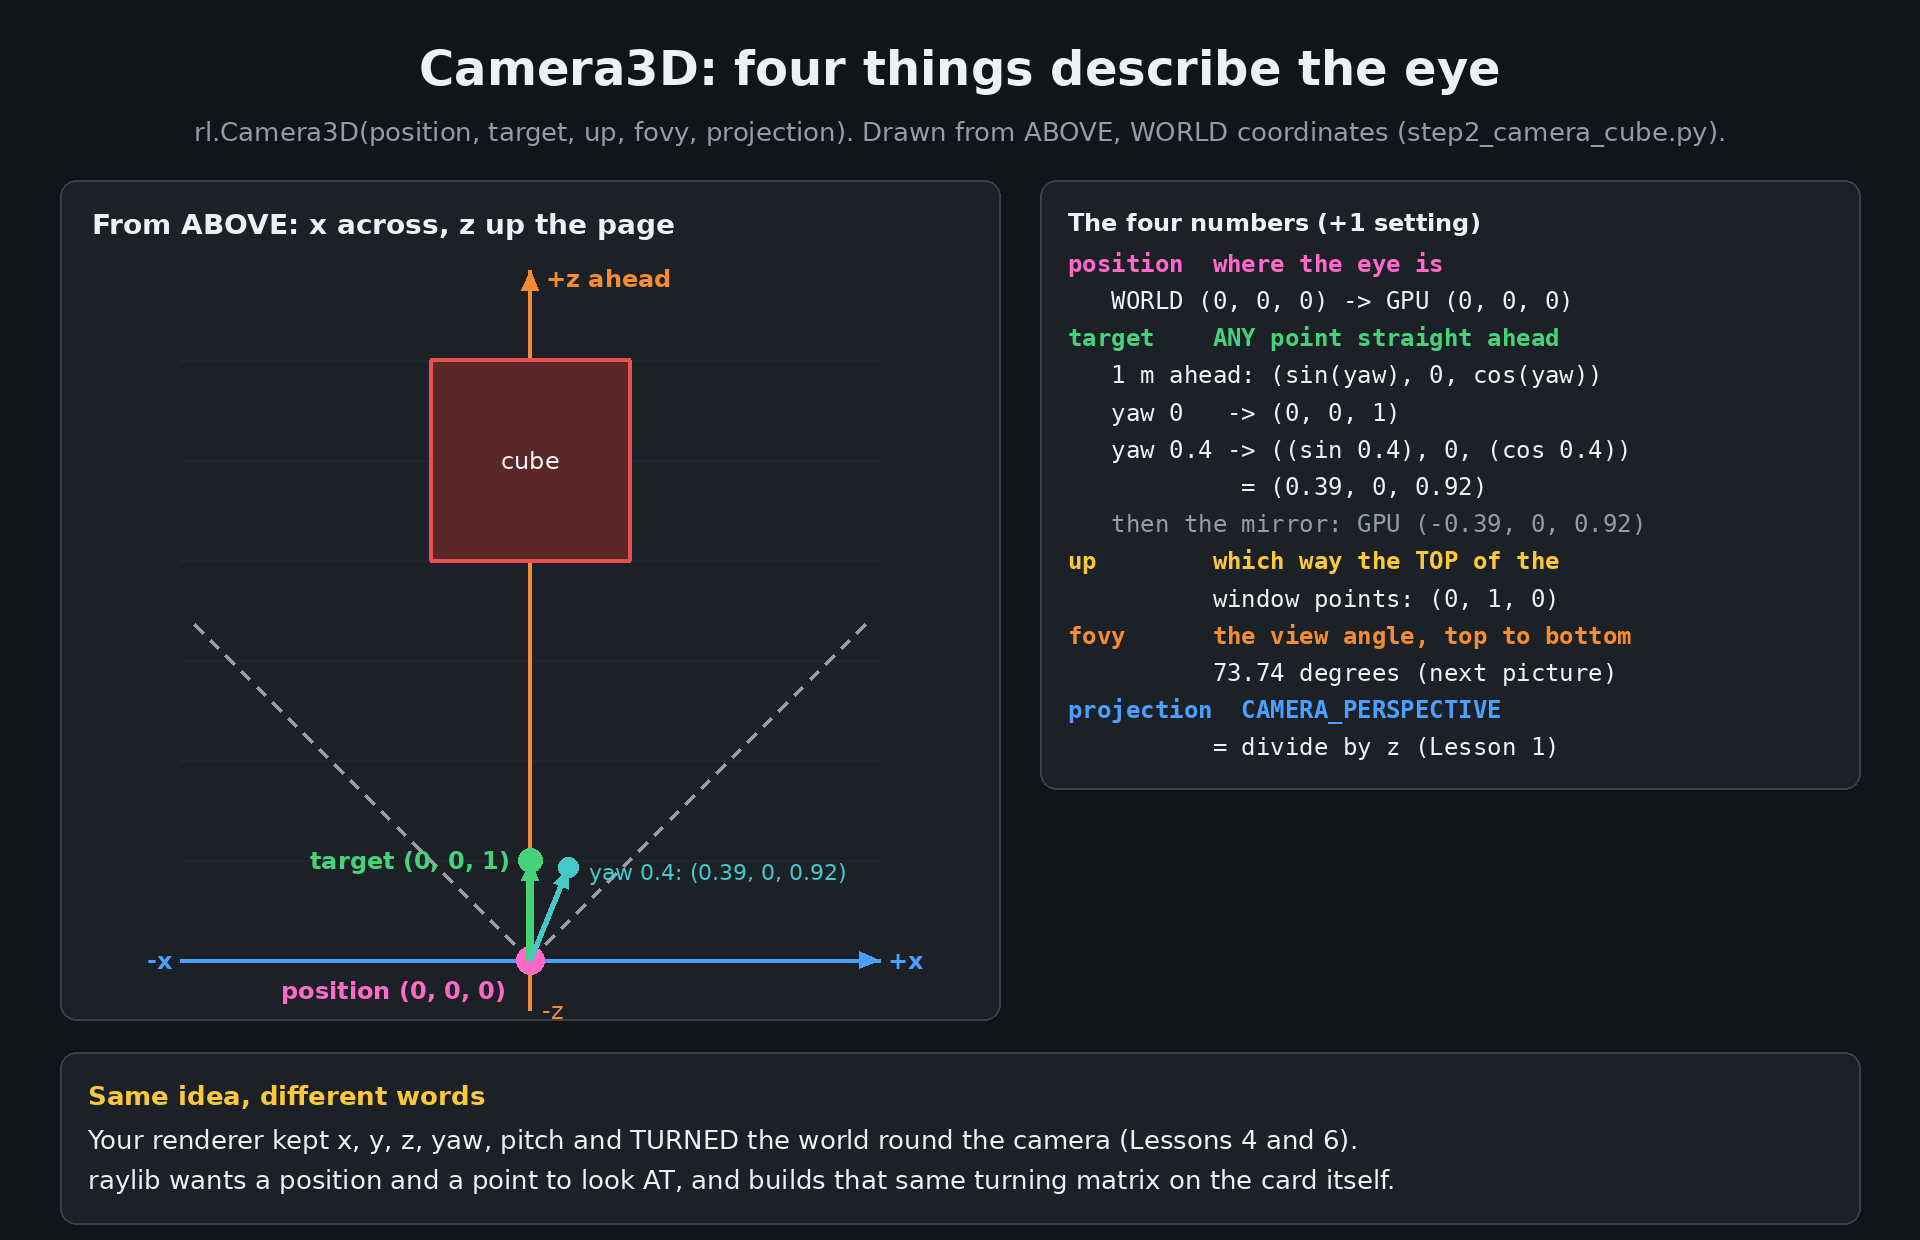 Camera3D: four things describe the eye
rl.Camera3D(position, target, up, fovy, projection). Drawn from ABOVE, WORLD coordinates (step2_camera_cube.py).
From ABOVE: x across, z up the page
+z ahead
cube
target (0, 0, 1)
yaw 0.4: (0.39, 0, 0.92)
-x
+x
position (0, 0, 0)
-z
The four numbers (+1 setting)
position  where the eye is
WORLD (0, 0, 0) -> GPU (0, 0, 0)
target    ANY point straight ahead
1 m ahead: (sin(yaw), 0, cos(yaw))
yaw 0   -> (0, 0, 1)
yaw 0.4 -> ((sin 0.4), 0, (cos 0.4))
= (0.39, 0, 0.92)
then the mirror: GPU (-0.39, 0, 0.92)
up        which way the TOP of the
window points: (0, 1, 0)
fovy      the view angle, top to bottom
73.74 degrees (next picture)
projection  CAMERA_PERSPECTIVE
= divide by z (Lesson 1)
Same idea, different words
Your renderer kept x, y, z, yaw, pitch and TURNED the world round the camera (Lessons 4 and 6).
raylib wants a position and a point to look AT, and builds that same turning matrix on the card itself.